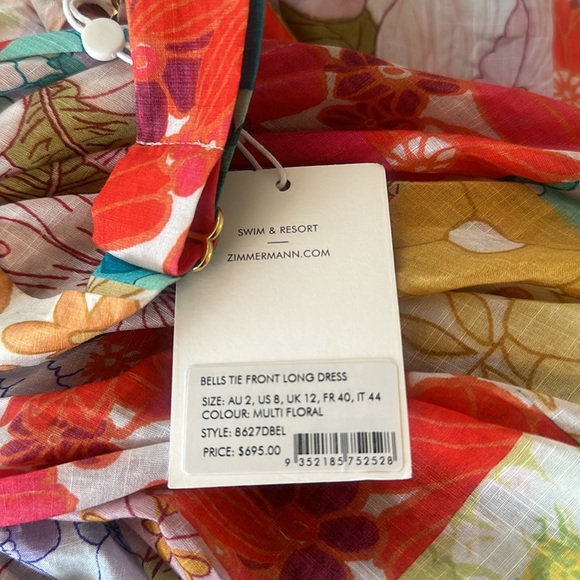 SWIM & RESORT
ZIMMERMANN.COM
BELLS TIE FRONT LONG DRESS
SIZE: AU 2, US 8, UK 12, FR 40, IT 44
COLOUR: MULTI FLORAL
STYLE: 8627DBEL
PRICE: $695.00
9 352185 752528